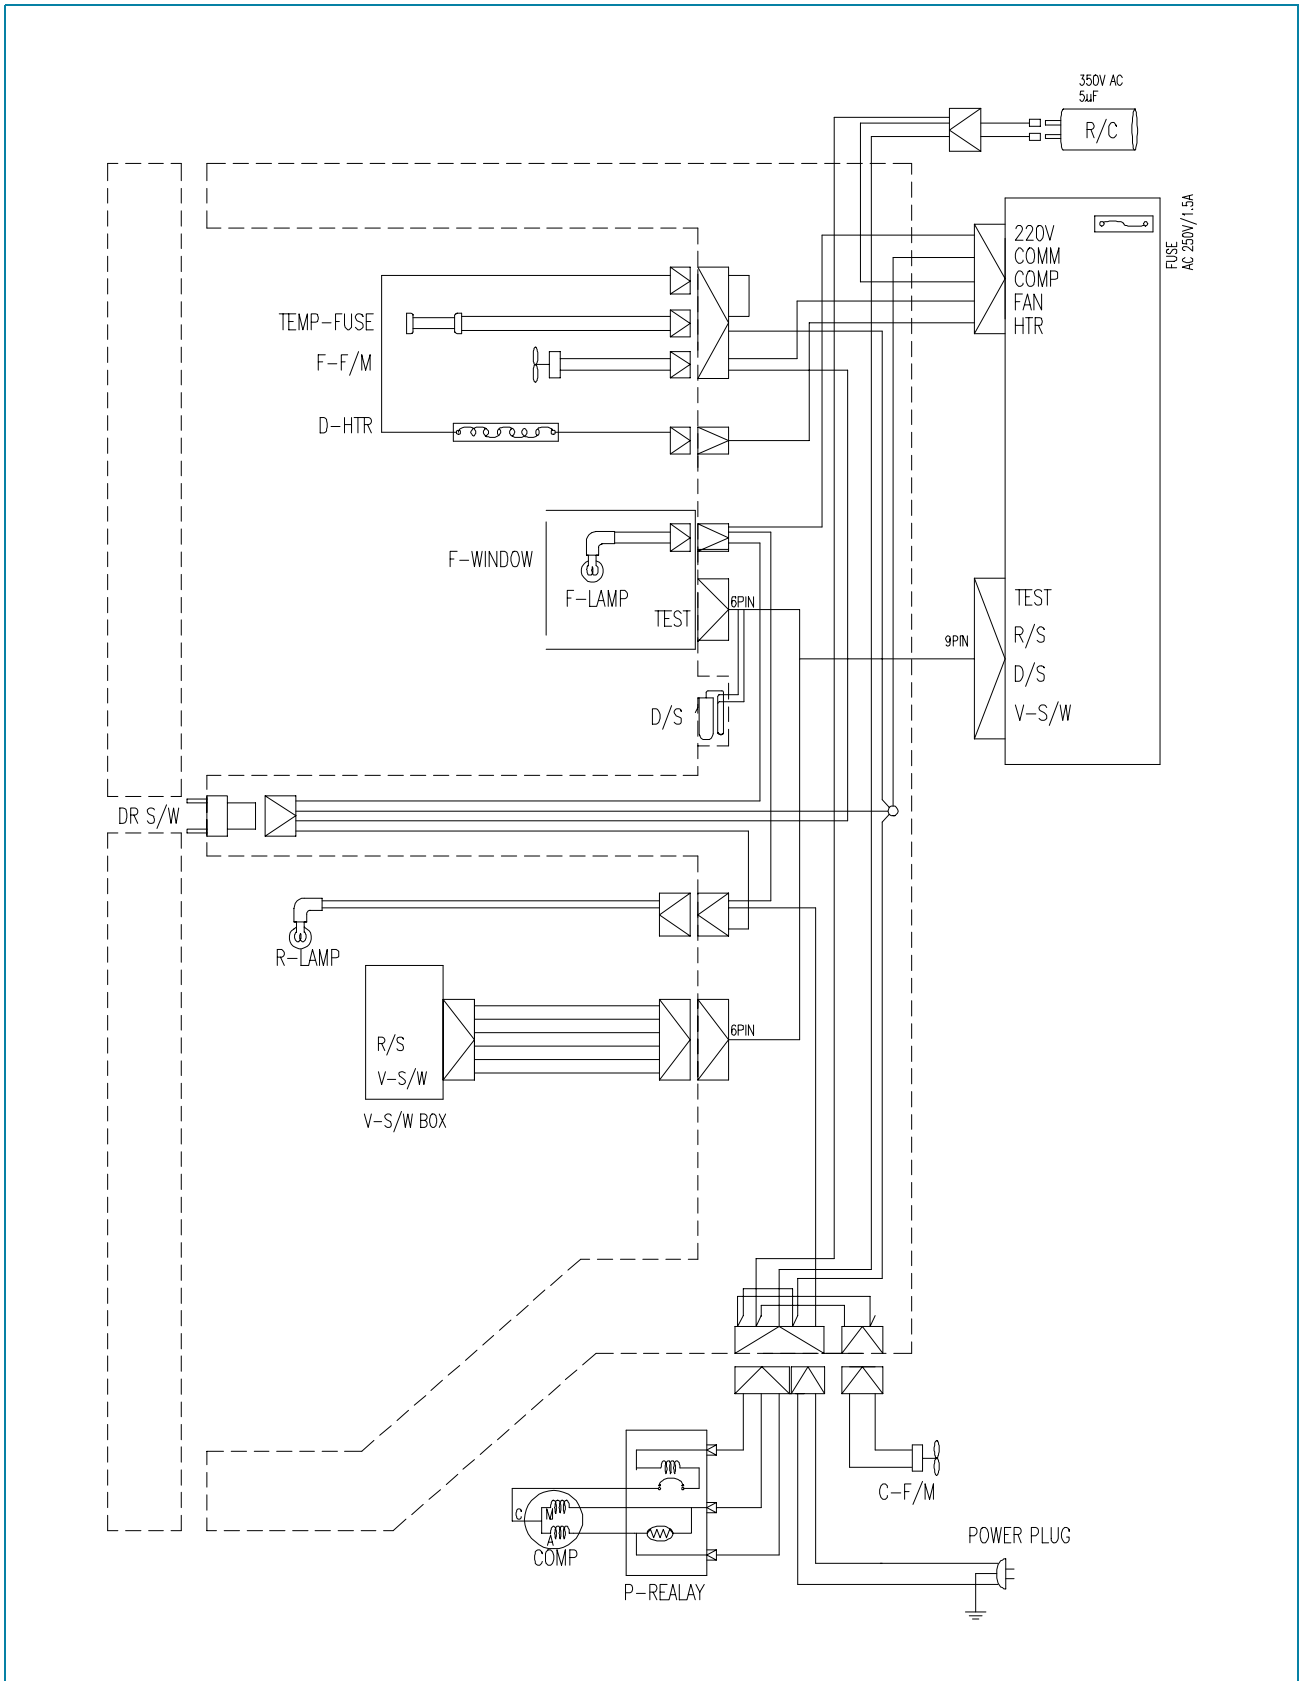 350V AC
5µF
R/C
FUSE
AC 250V/1.5A
220V
COMM
COMP
FAN
HTR
TEMP-FUSE
F-F/M
D-HTR
F-WINDOW
F-LAMP
TEST
6PIN
9PIN
TEST
R/S
D/S
V-S/W
D/S
DR S/W
R-LAMP
R/S
V-S/W
V-S/W BOX
6PIN
C
M
A
COMP
P-REALAY
C-F/M
POWER PLUG